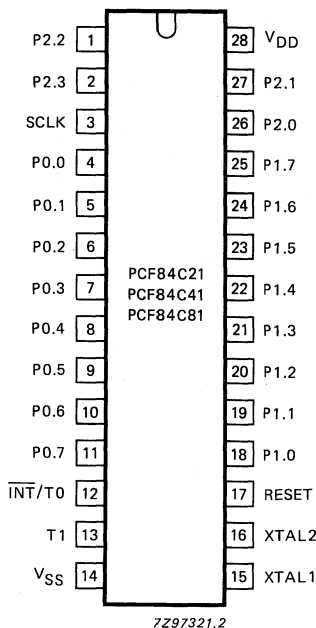 P2.2 1 28 VDD
P2.3 2 27 P2.1
SCLK 3 26 P2.0
P0.0 4 25 P1.7
P0.1 5 24 P1.6
P0.2 6 23 P1.5
PCF84C21
P0.3 7 22 P1.4
PCF84C41
PCF84C81
P0.4 8 21 P1.3
P0.5 9 20 P1.2
P0.6 10 19 P1.1
P0.7 11 18 P1.0
I̅N̅T̅/T0 12 17 RESET
T1 13 16 XTAL2
VSS 14 15 XTAL1
7Z97321.2